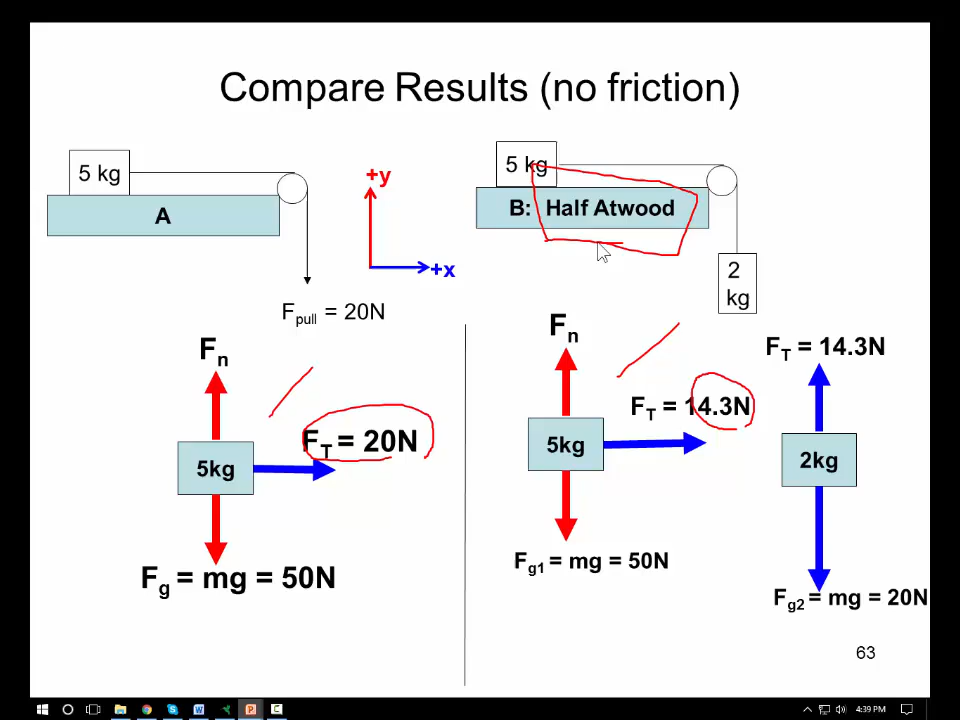 Compare Results (no friction)
5 kg
A
+y
+x
Fpull = 20N
5 kg
B: Half Atwood
2
kg
Fn
FT = 20N
5kg
Fg = mg = 50N
Fn
FT = 14.3N
5kg
Fg1 = mg = 50N
FT = 14.3N
2kg
Fg2 = mg = 20N
63
4:39 PM